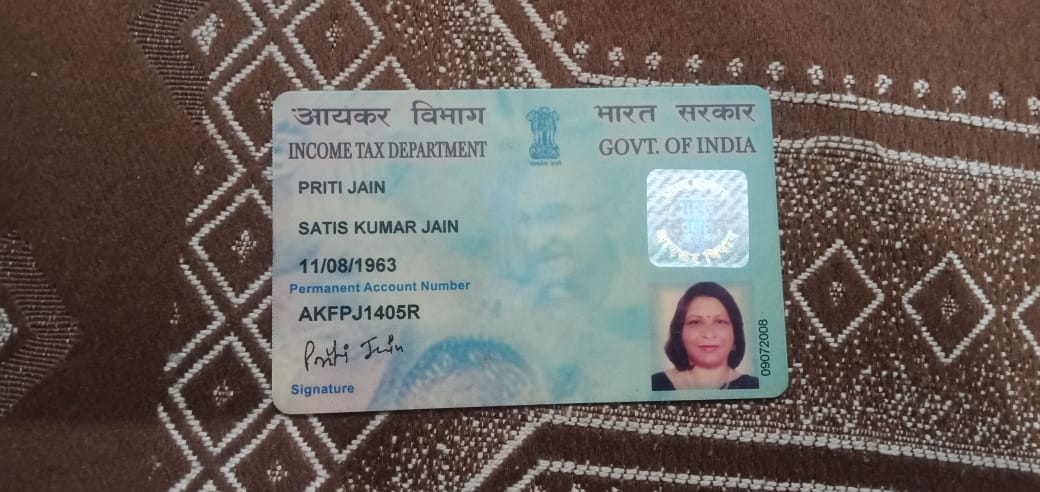 आयकर विभाग
INCOME TAX DEPARTMENT
भारत सरकार
GOVT. OF INDIA
PRITI JAIN
SATIS KUMAR JAIN
11/08/1963
Permanent Account Number
AKFPJ1405R
Priti Jain
Signature
09072008